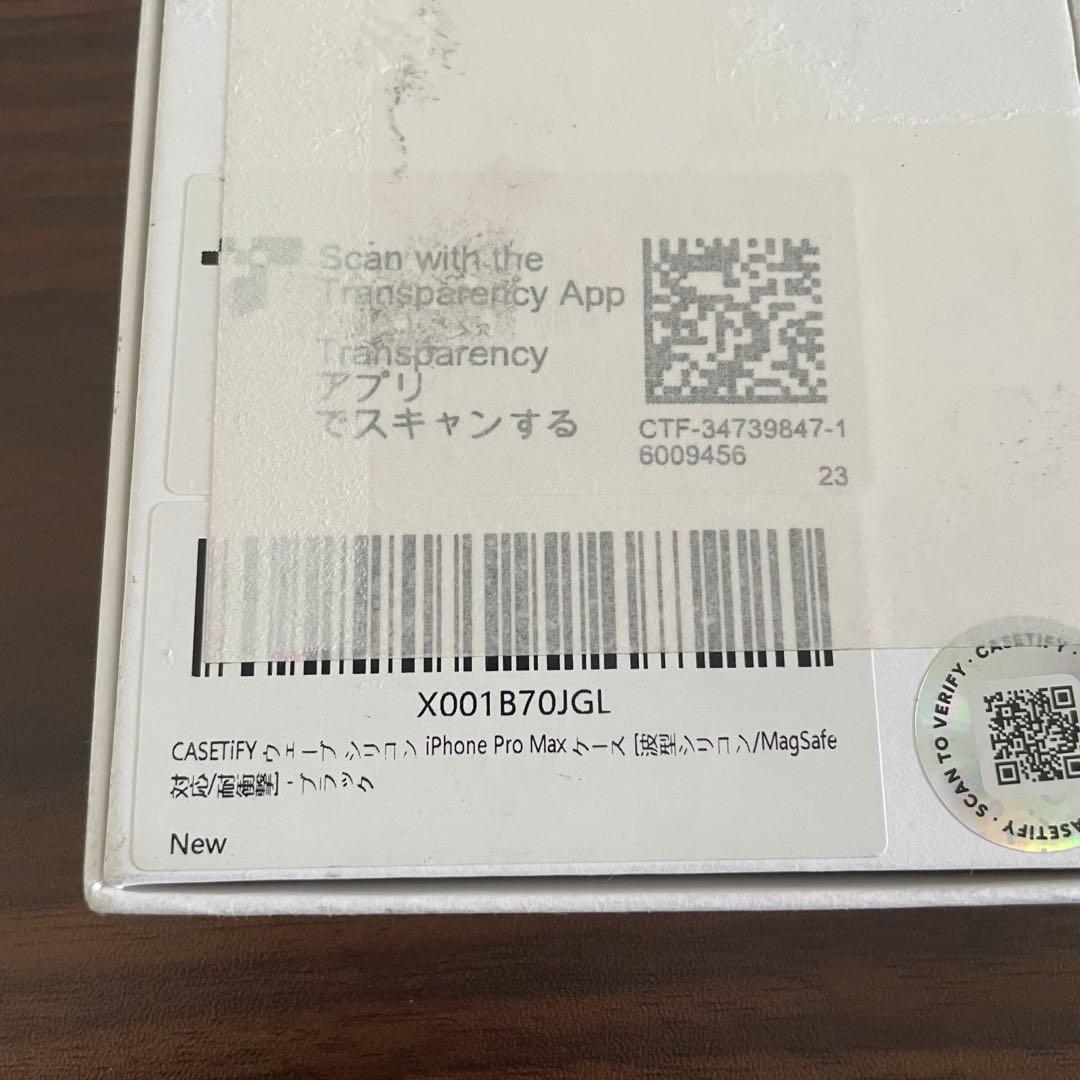 Scan with the
Transparency App
Transparency
アプリ
でスキャンする
CTF-34739847-1
6009456
23
X001B70JGL
CASETiFY ウェーブシリコン iPhone Pro Max ケース [波型シリコン/MagSafe
対応/耐衝撃] - ブラック
New
CASETIFY · SCAN TO VERIFY · CASETIFY ·